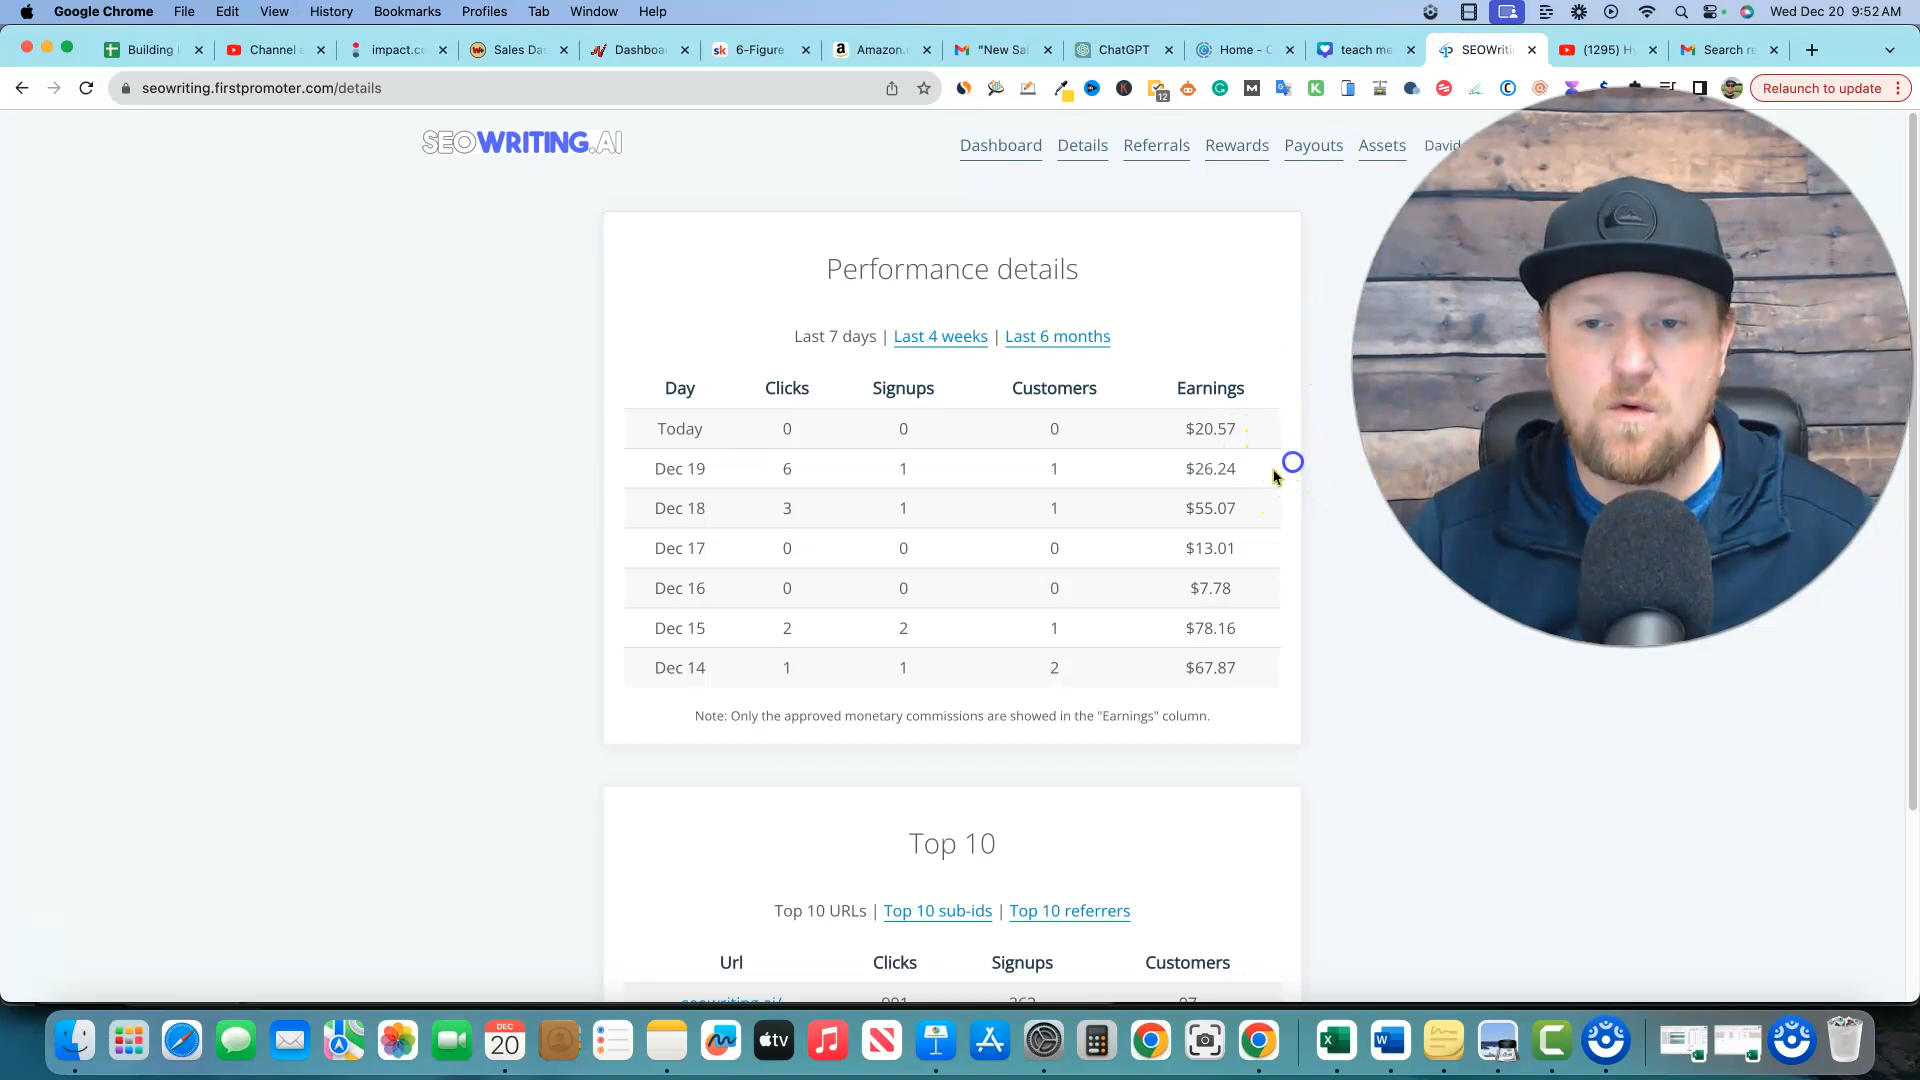 Google Chrome File Edit View History Bookmarks Profiles Tab Window Help Wed Dec 20 9:52 AM
Building Channel a impact.c Sales Da Dashboa 6-Figure Amazon. "New Sa ChatGPT Home - C teach me SEOWriti (1295) H Search re
seowriting.firstpromoter.com/details 12 Relaunch to update
SEOWRITING.AI Dashboard Details Referrals Rewards Payouts Assets David
Performance details
Last 7 days | Last 4 weeks | Last 6 months
Day Clicks Signups Customers Earnings
Today 0 0 0 $20.57
Dec 19 6 1 1 $26.24
Dec 18 3 1 1 $55.07
Dec 17 0 0 0 $13.01
Dec 16 0 0 0 $7.78
Dec 15 2 2 1 $78.16
Dec 14 1 1 2 $67.87
Note: Only the approved monetary commissions are showed in the "Earnings" column.
Top 10
Top 10 URLs | Top 10 sub-ids | Top 10 referrers
Url Clicks Signups Customers
DEC
20
tv